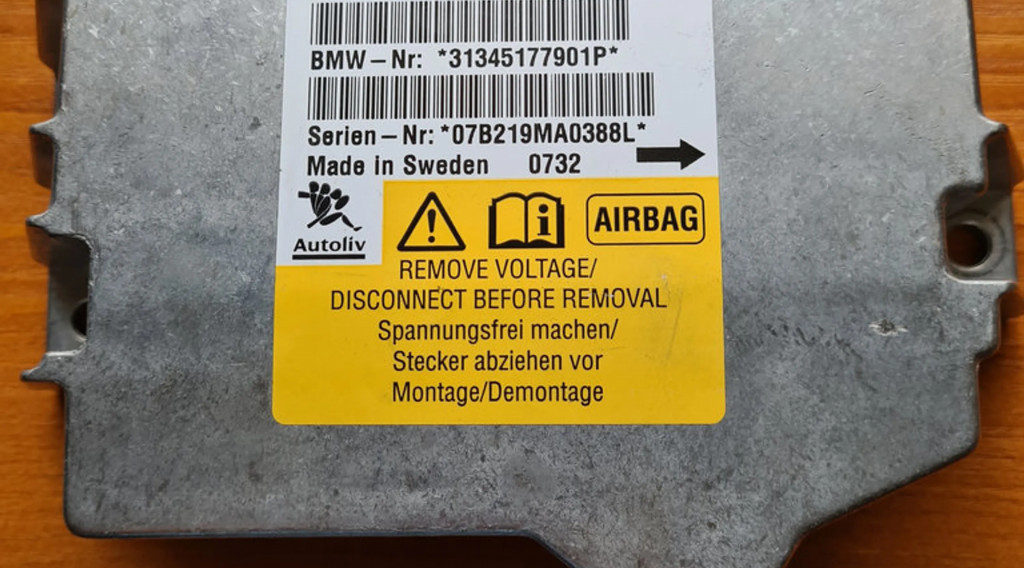 BMW-Nr: *31345177901P*
Serien-Nr: *07B219MA0388L*
Made in Sweden 0732
Autoliv
AIRBAG
REMOVE VOLTAGE/
DISCONNECT BEFORE REMOVAL
Spannungsfrei machen/
Stecker abziehen vor
Montage/Demontage